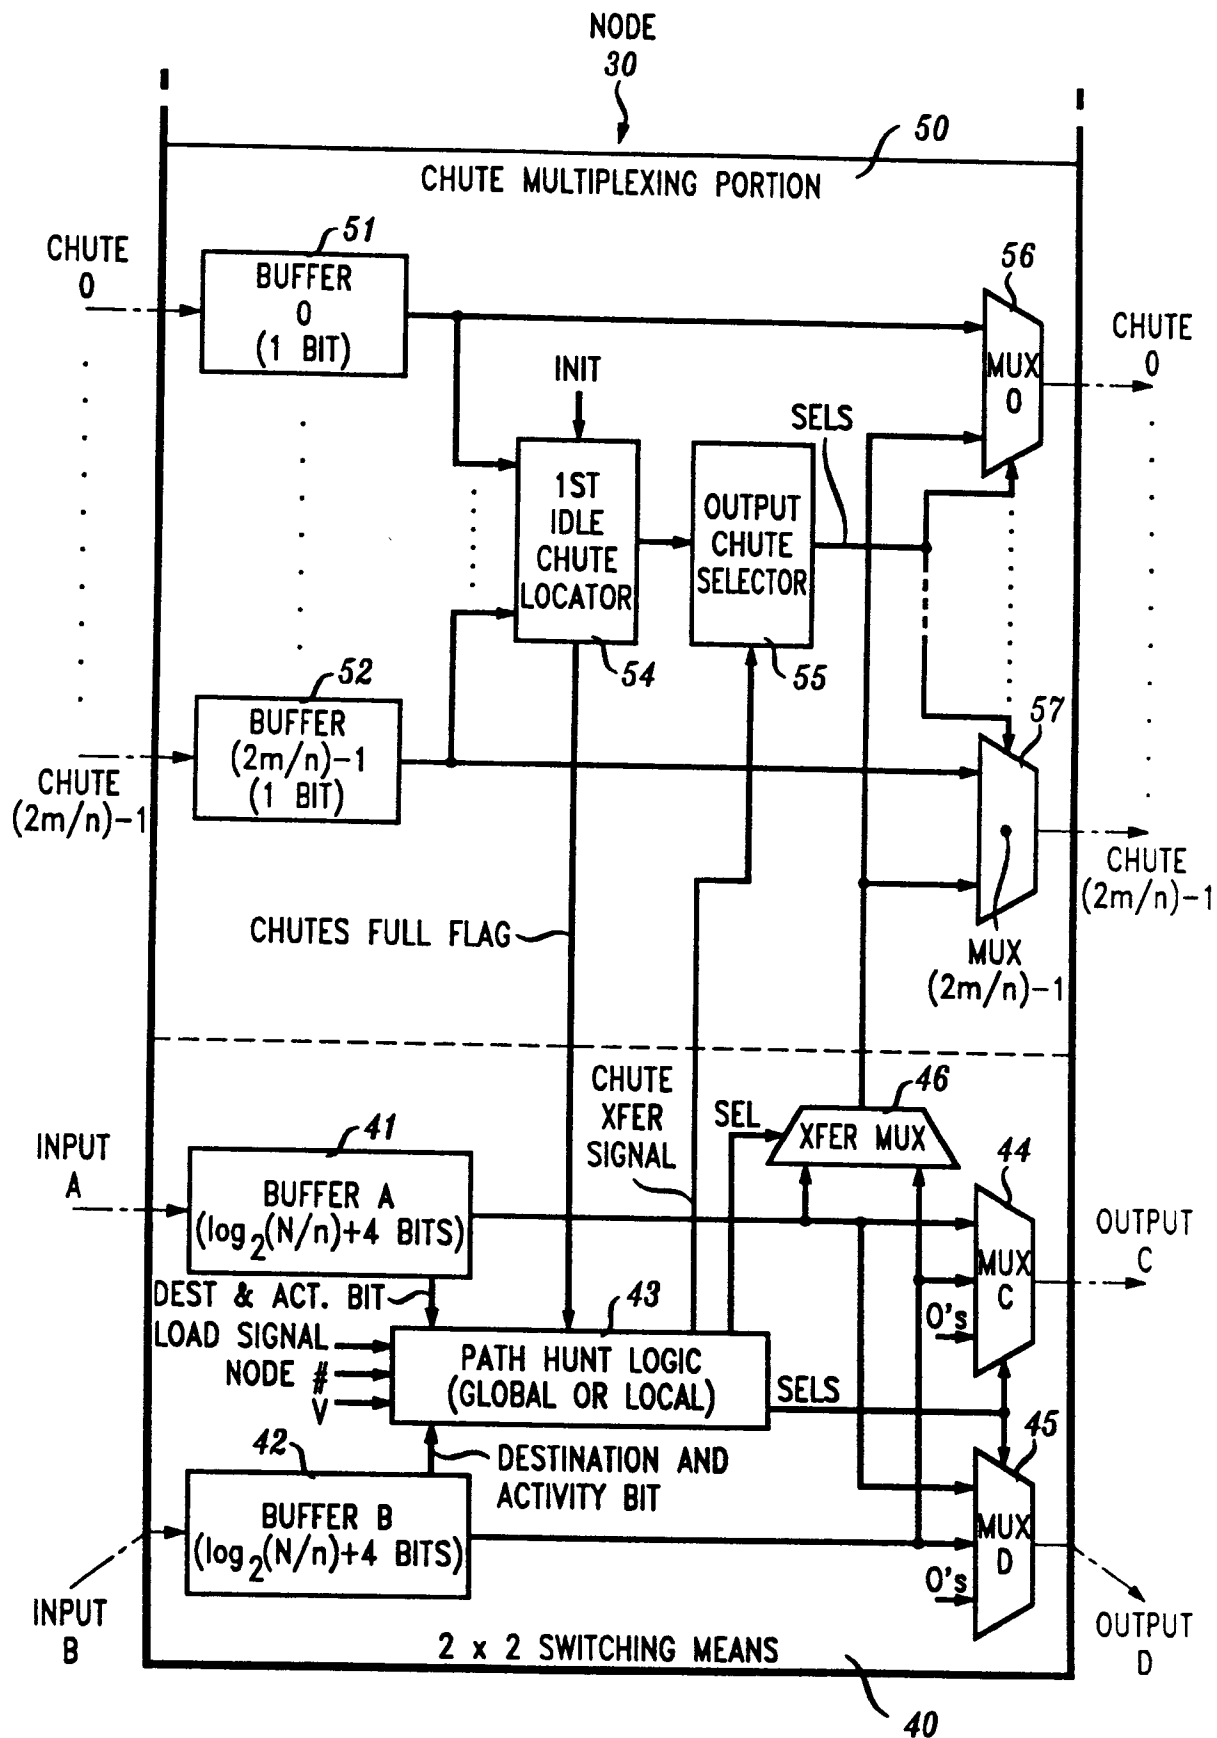 NODE
30
50
CHUTE MULTIPLEXING PORTION
51
CHUTE
0
BUFFER
0
(1 BIT)
56
MUX
0
CHUTE
0
INIT
SELS
1ST
IDLE
CHUTE
LOCATOR
OUTPUT
CHUTE
SELECTOR
54
55
52
BUFFER
(2m/n)-1
(1 BIT)
CHUTE
(2m/n)-1
57
CHUTE
(2m/n)-1
MUX
(2m/n)-1
CHUTES FULL FLAG
CHUTE
XFER
SIGNAL
SEL
46
XFER MUX
41
INPUT
A
BUFFER A
(log2(N/n)+4 BITS)
44
MUX
C
OUTPUT
C
0's
DEST & ACT. BIT
LOAD SIGNAL
NODE #
V
43
PATH HUNT LOGIC
(GLOBAL OR LOCAL)
SELS
45
42
DESTINATION AND
ACTIVITY BIT
BUFFER B
(log2(N/n)+4 BITS)
MUX
D
0's
INPUT
B
OUTPUT
D
2 x 2 SWITCHING MEANS
40